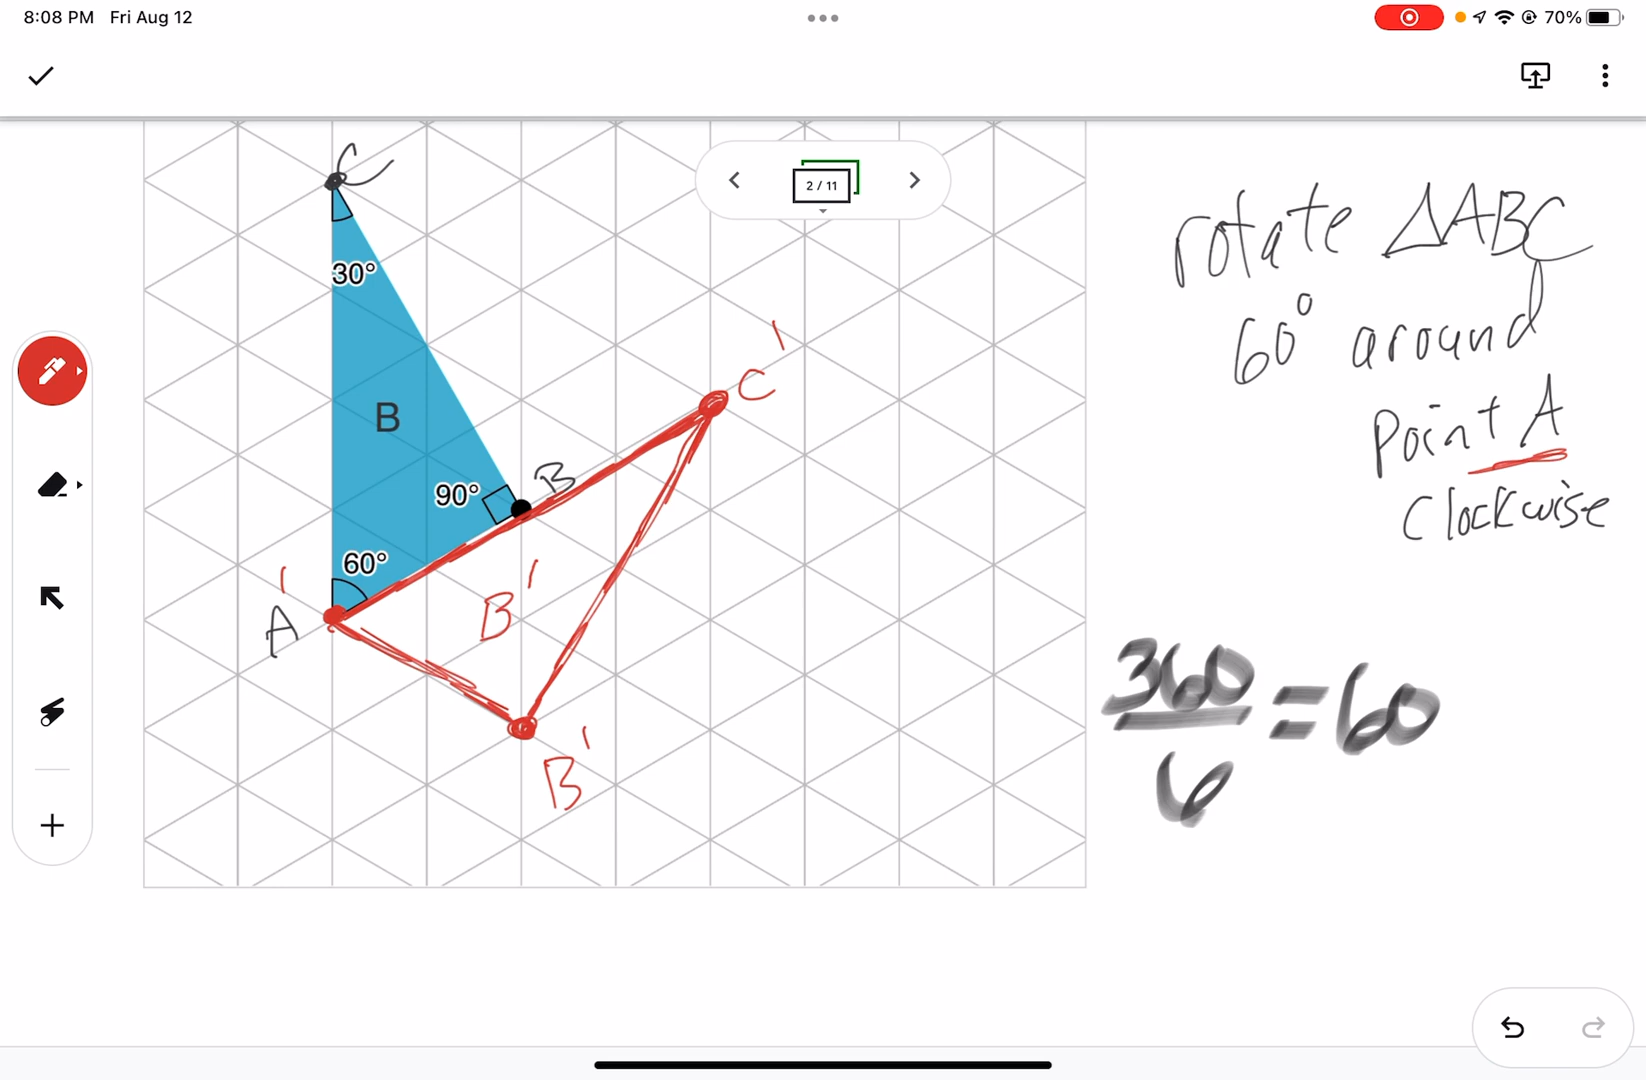 8:08 PM Fri Aug 12
70%
2 / 11
C
30°
B
90°
B
60°
A'
B'
C'
B'
rotate △ABC
60° around
Point A
Clockwise
360/6 = 60